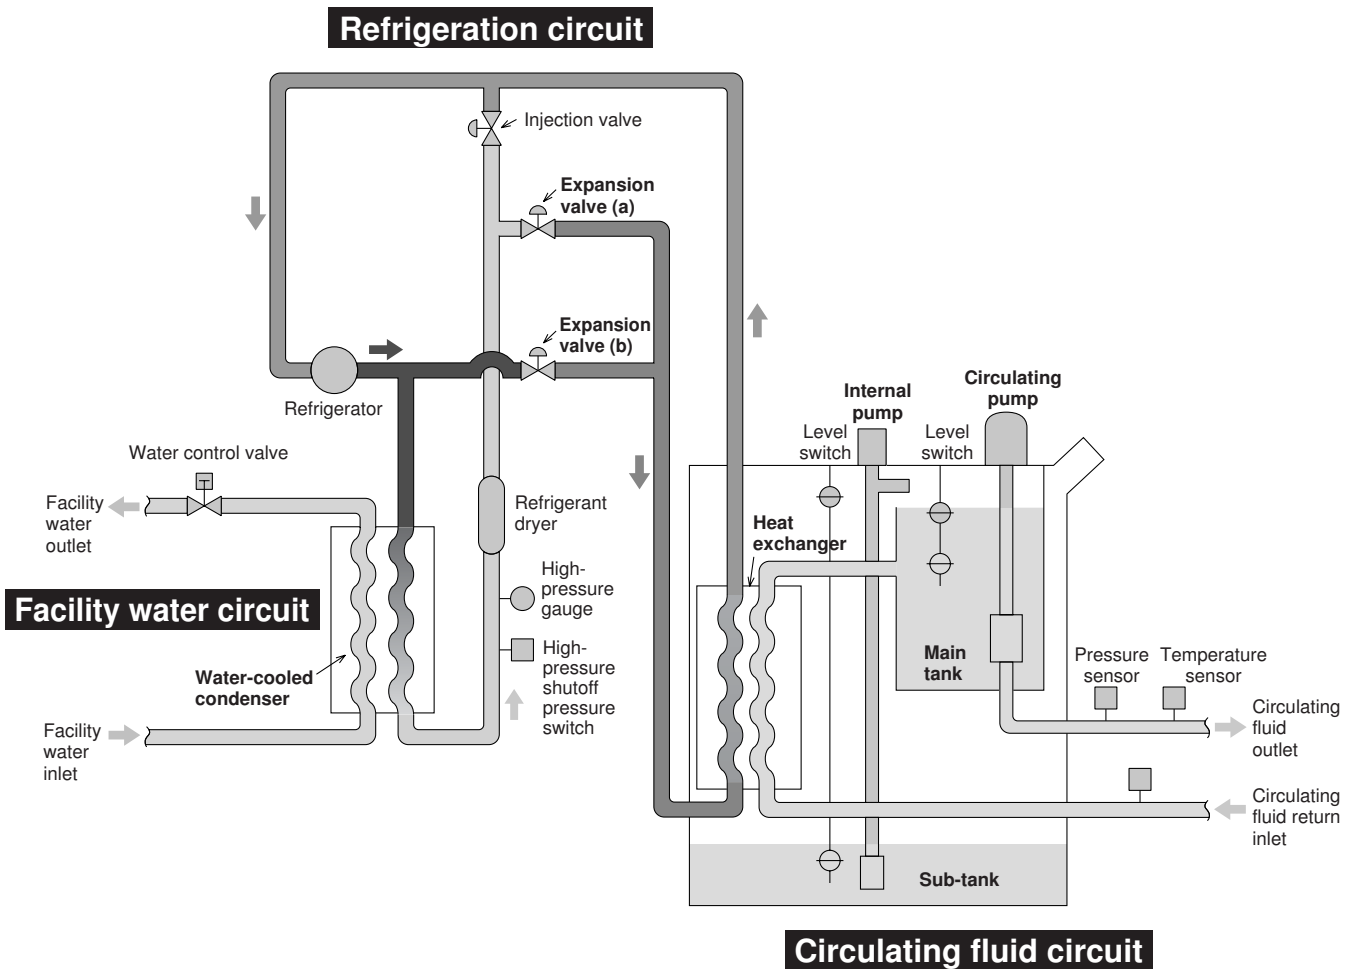 Refrigeration circuit
Injection valve
Expansion
valve (a)
Expansion
valve (b)
Refrigerator
Water control valve
Facility
water
outlet
Refrigerant
dryer
High-
pressure
gauge
High-
pressure
shutoff
pressure
switch
Facility water circuit
Water-cooled
condenser
Facility
water
inlet
Circulating
pump
Internal
pump
Level
switch
Level
switch
Heat
exchanger
Main
tank
Pressure
sensor
Temperature
sensor
Circulating
fluid
outlet
Circulating
fluid return
inlet
Sub-tank
Circulating fluid circuit